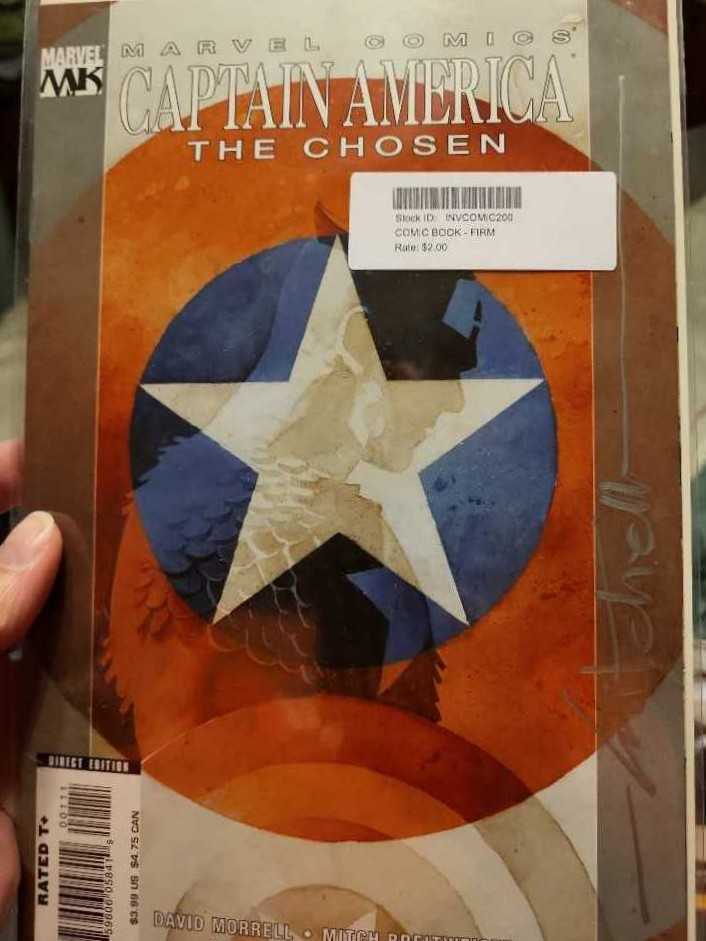 MARVEL
MK
MARVEL COMICS
CAPTAIN AMERICA
THE CHOSEN
Stock ID: INVCOMIC200
COMIC BOOK - FIRM
Rate: $2.00
DIRECT EDITION
RATED T+
00111
$3.99 US $4.75 CAN
DAVID MORRELL • MITCH